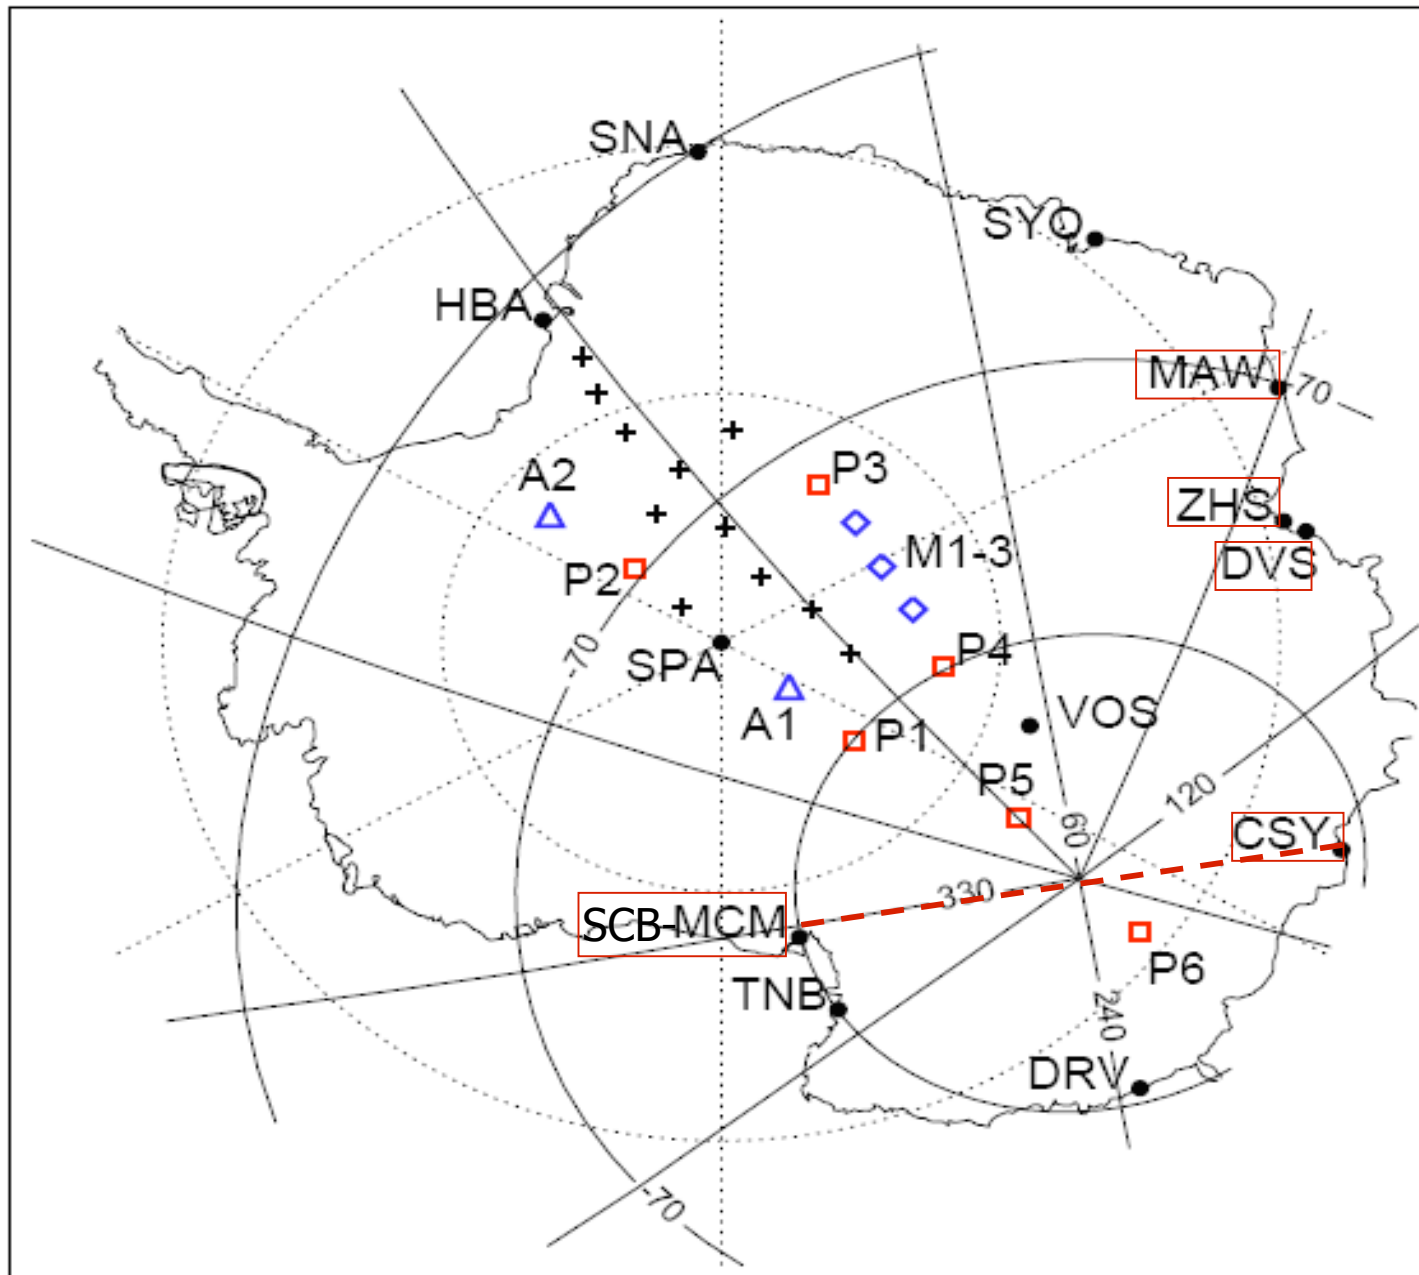 SNA
SYO
HBA
MAW
70
P3
A2
ZHS
M1-3
DVS
P2
-70
SPA
P4
A1
P1
VOS
P5
120
60
CSY
330
SCB-MCM
P6
TNB
240
DRV
-70